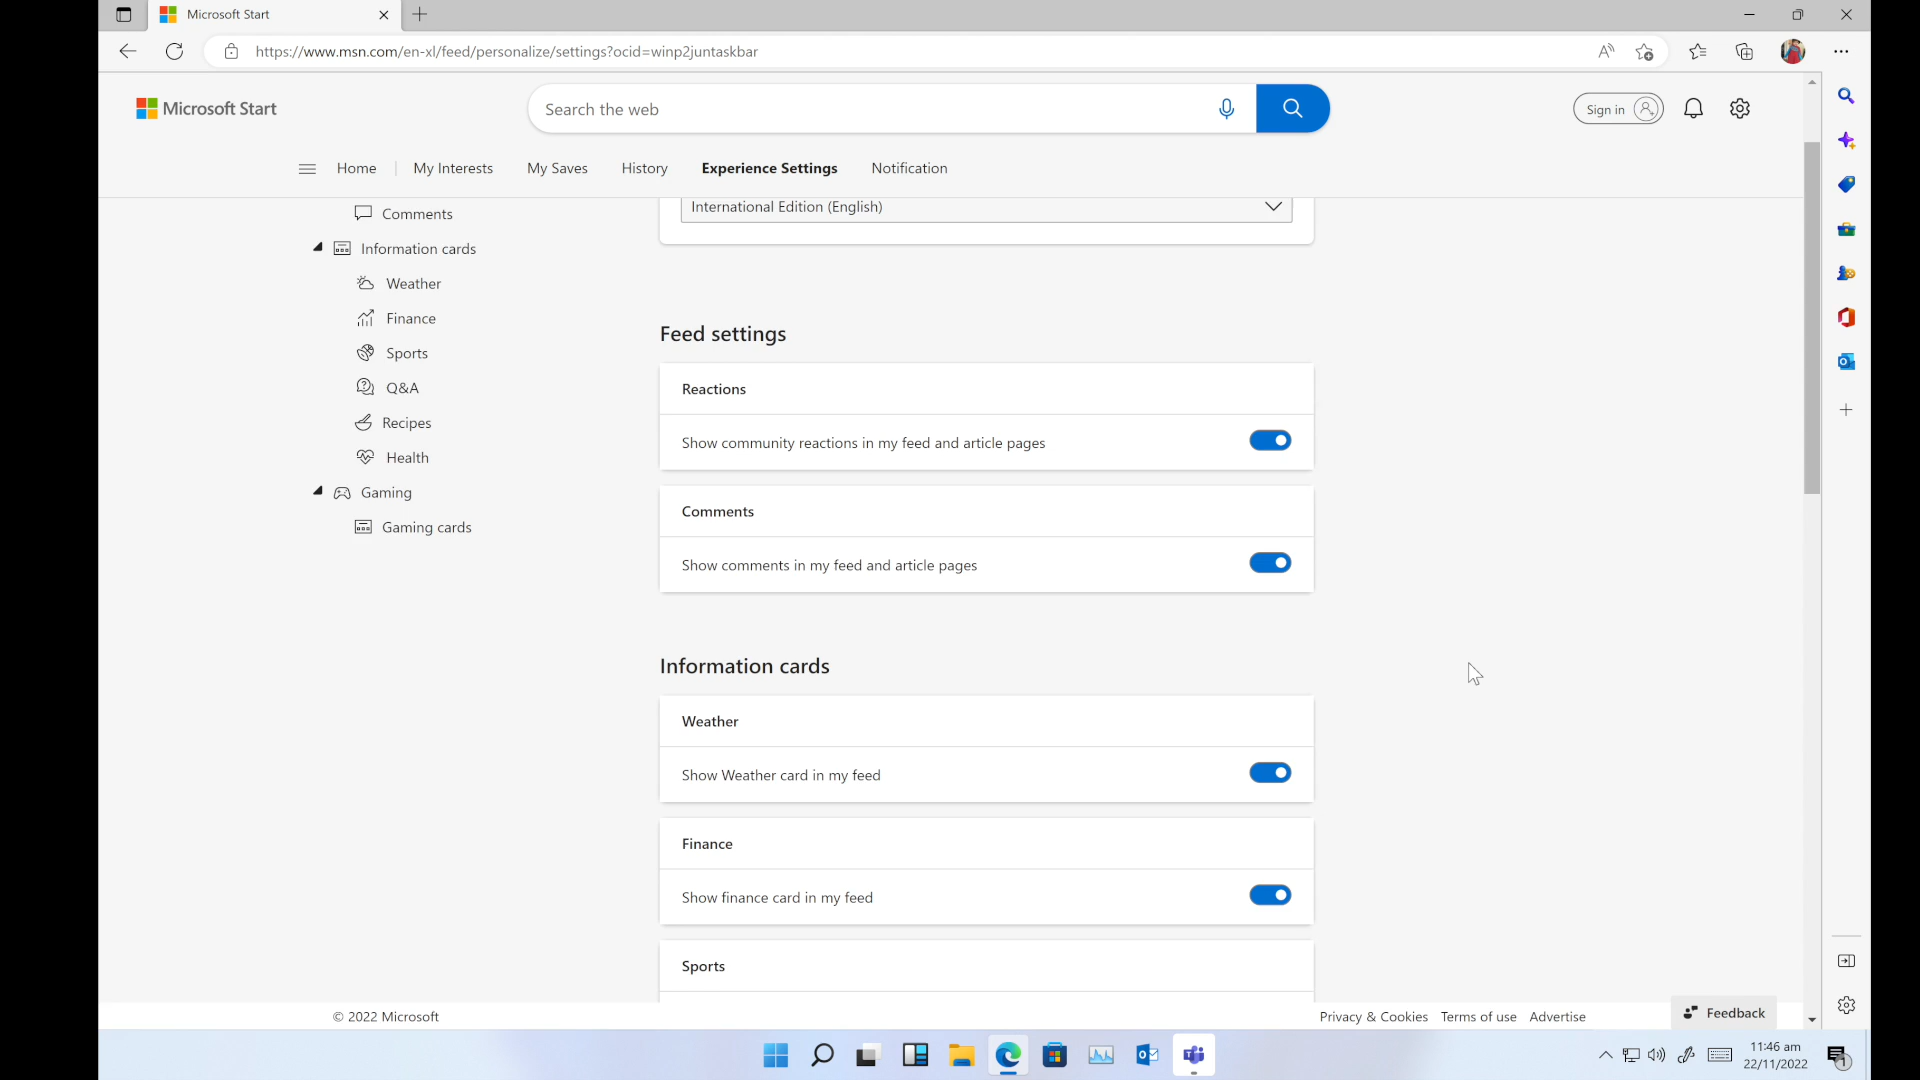 Microsoft Start
https://www.msn.com/en-xl/feed/personalize/settings?ocid=winp2juntaskbar
Microsoft Start
Search the web
Sign in
Home
My Interests
My Saves
History
Experience Settings
Notification
Comments
Information cards
Weather
Finance
Sports
Q&A
Recipes
Health
Gaming
Gaming cards
International Edition (English)
Feed settings
Reactions
Show community reactions in my feed and article pages
Comments
Show comments in my feed and article pages
Information cards
Weather
Show Weather card in my feed
Finance
Show finance card in my feed
Sports
© 2022 Microsoft
Privacy & Cookies
Terms of use
Advertise
Feedback
11:46 am
22/11/2022
1